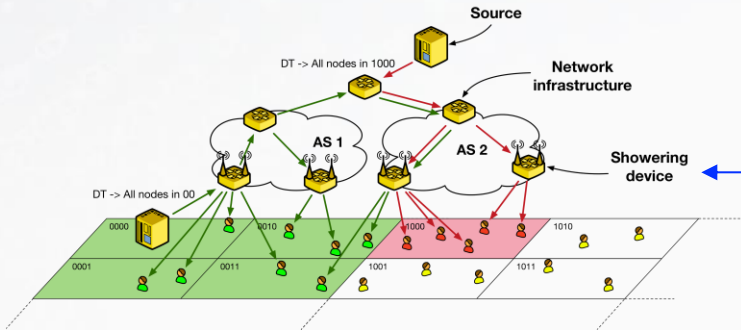 Source
DT -> All nodes in 1000
Network
infrastructure
AS 1
AS 2
Showering
device
DT -> All nodes in 00
0000
0010
1000
1010
0001
0011
1001
1011